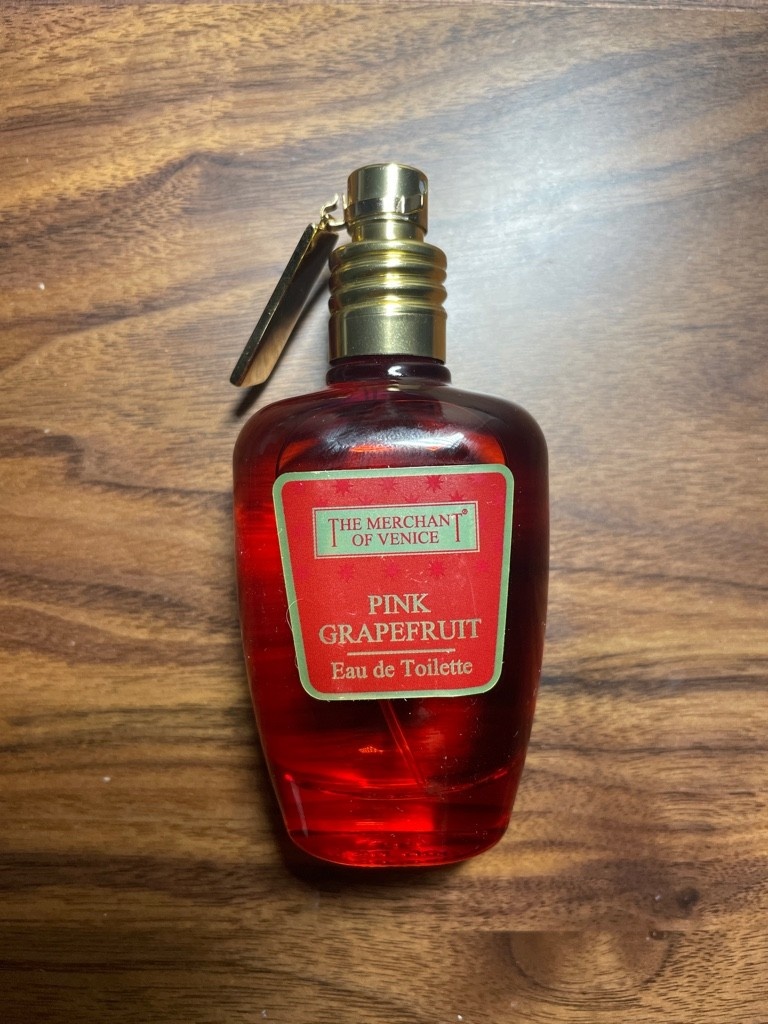 THE MERCHANT®
OF VENICE
PINK
GRAPEFRUIT
Eau de Toilette